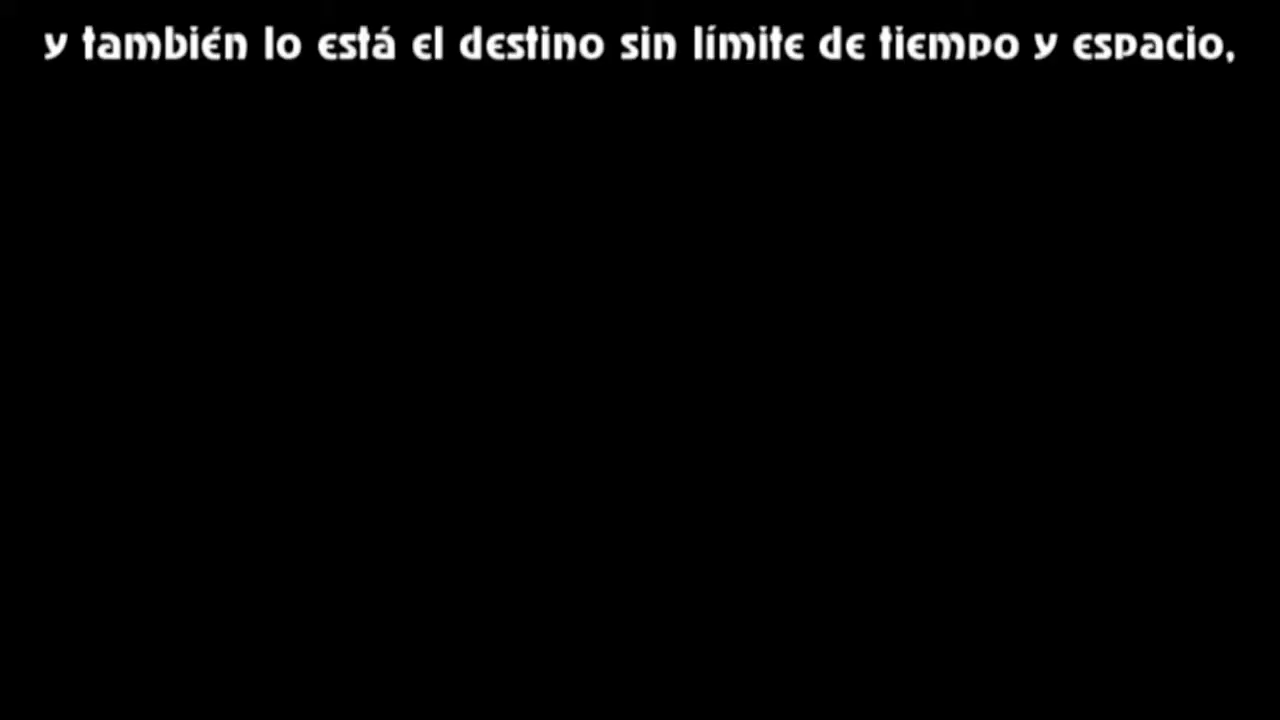 y también lo está el destino sin límite de tiempo y espacio,